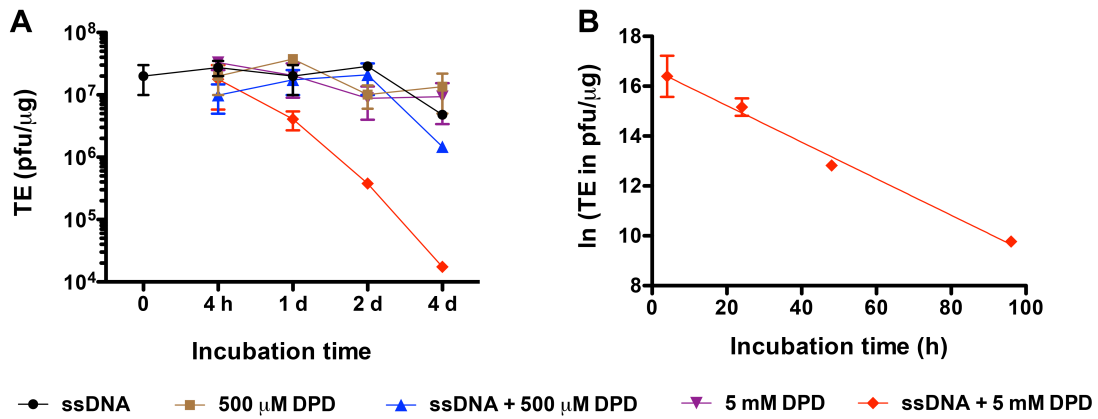 A
TE (pfu/μg)
10⁸
10⁷
10⁶
10⁵
10⁴
0 4 h 1 d 2 d 4 d
Incubation time
B
ln (TE in pfu/μg)
18
16
14
12
10
8
0 20 40 60 80 100
Incubation time (h)
ssDNA 500 μM DPD ssDNA + 500 μM DPD 5 mM DPD ssDNA + 5 mM DPD